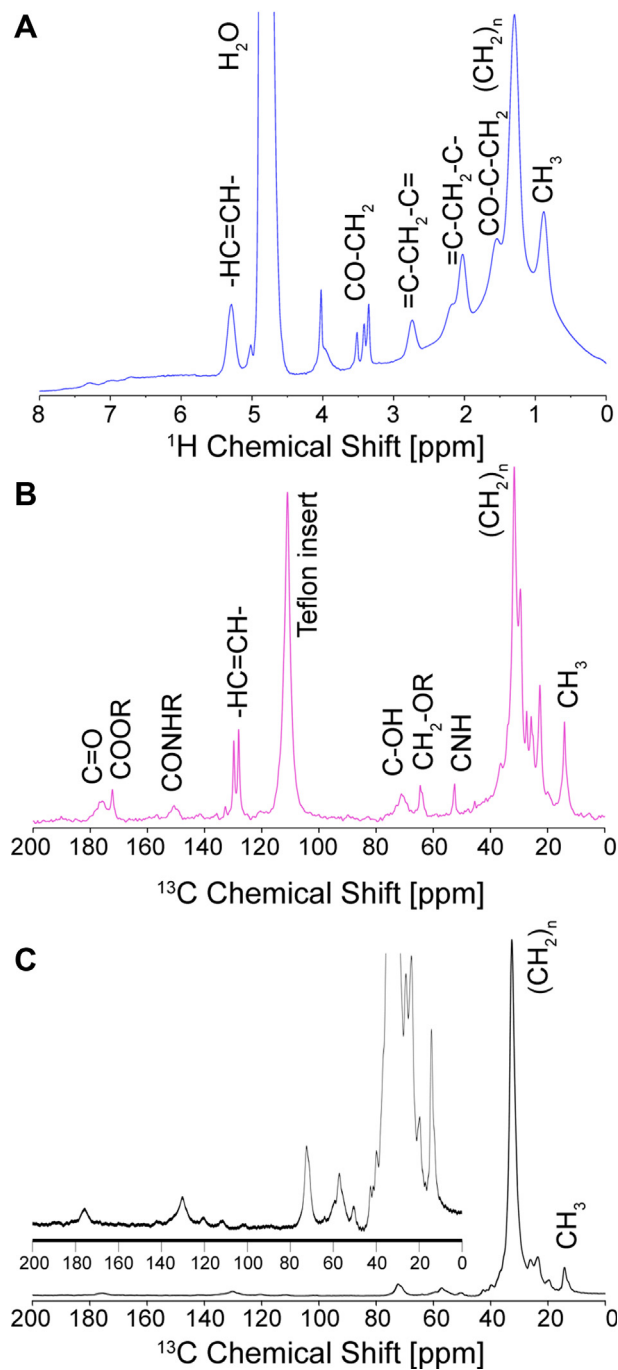 A
H₂O
-HC=CH-
CO-CH₂
=C-CH₂-C=
=C-CH₂-C-
CO-C-CH₂
(CH₂)ₙ
CH₃
8 7 6 5 4 3 2 1 0
¹H Chemical Shift [ppm]
B
C=O
COOR
CONHR
-HC=CH-
Teflon insert
C-OH
CH₂-OR
CNH
(CH₂)ₙ
CH₃
200 180 160 140 120 100 80 60 40 20 0
¹³C Chemical Shift [ppm]
C
(CH₂)ₙ
CH₃
200 180 160 140 120 100 80 60 40 20 0
200 180 160 140 120 100 80 60 40 20 0
¹³C Chemical Shift [ppm]